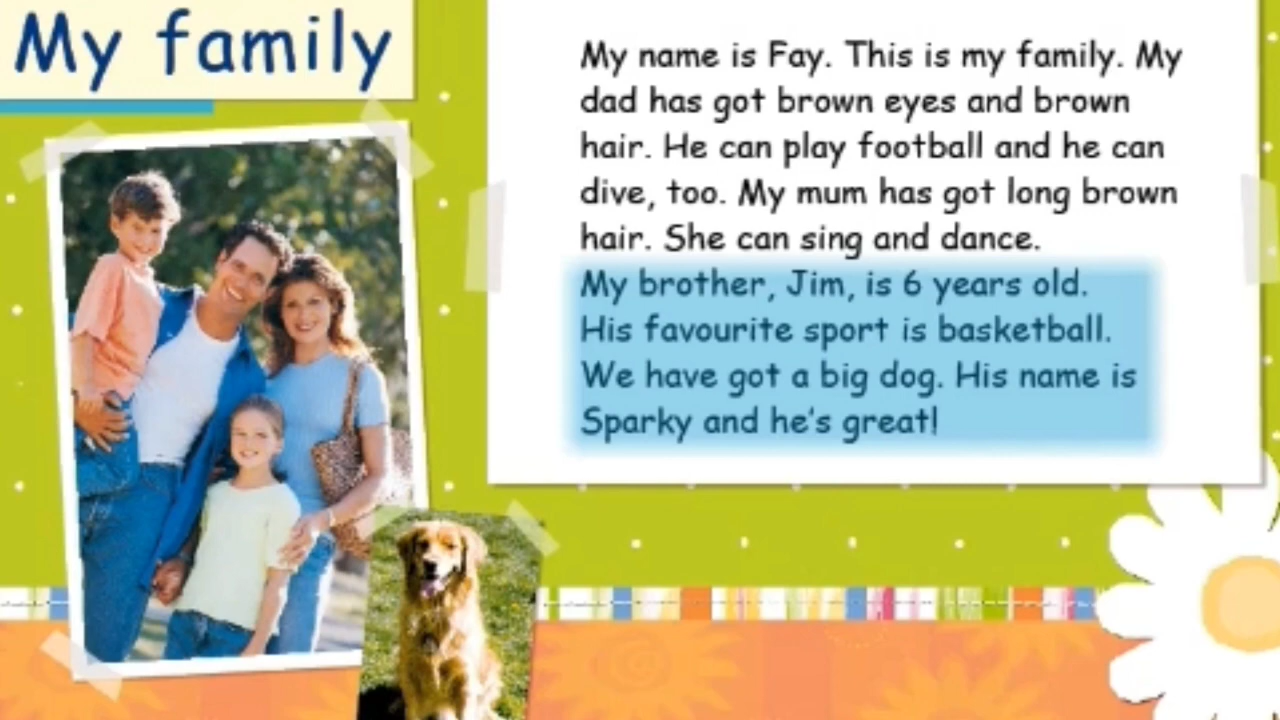 My family
My name is Fay. This is my family. My
dad has got brown eyes and brown
hair. He can play football and he can
dive, too. My mum has got long brown
hair. She can sing and dance.
My brother, Jim, is 6 years old.
His favourite sport is basketball.
We have got a big dog. His name is
Sparky and he's great!